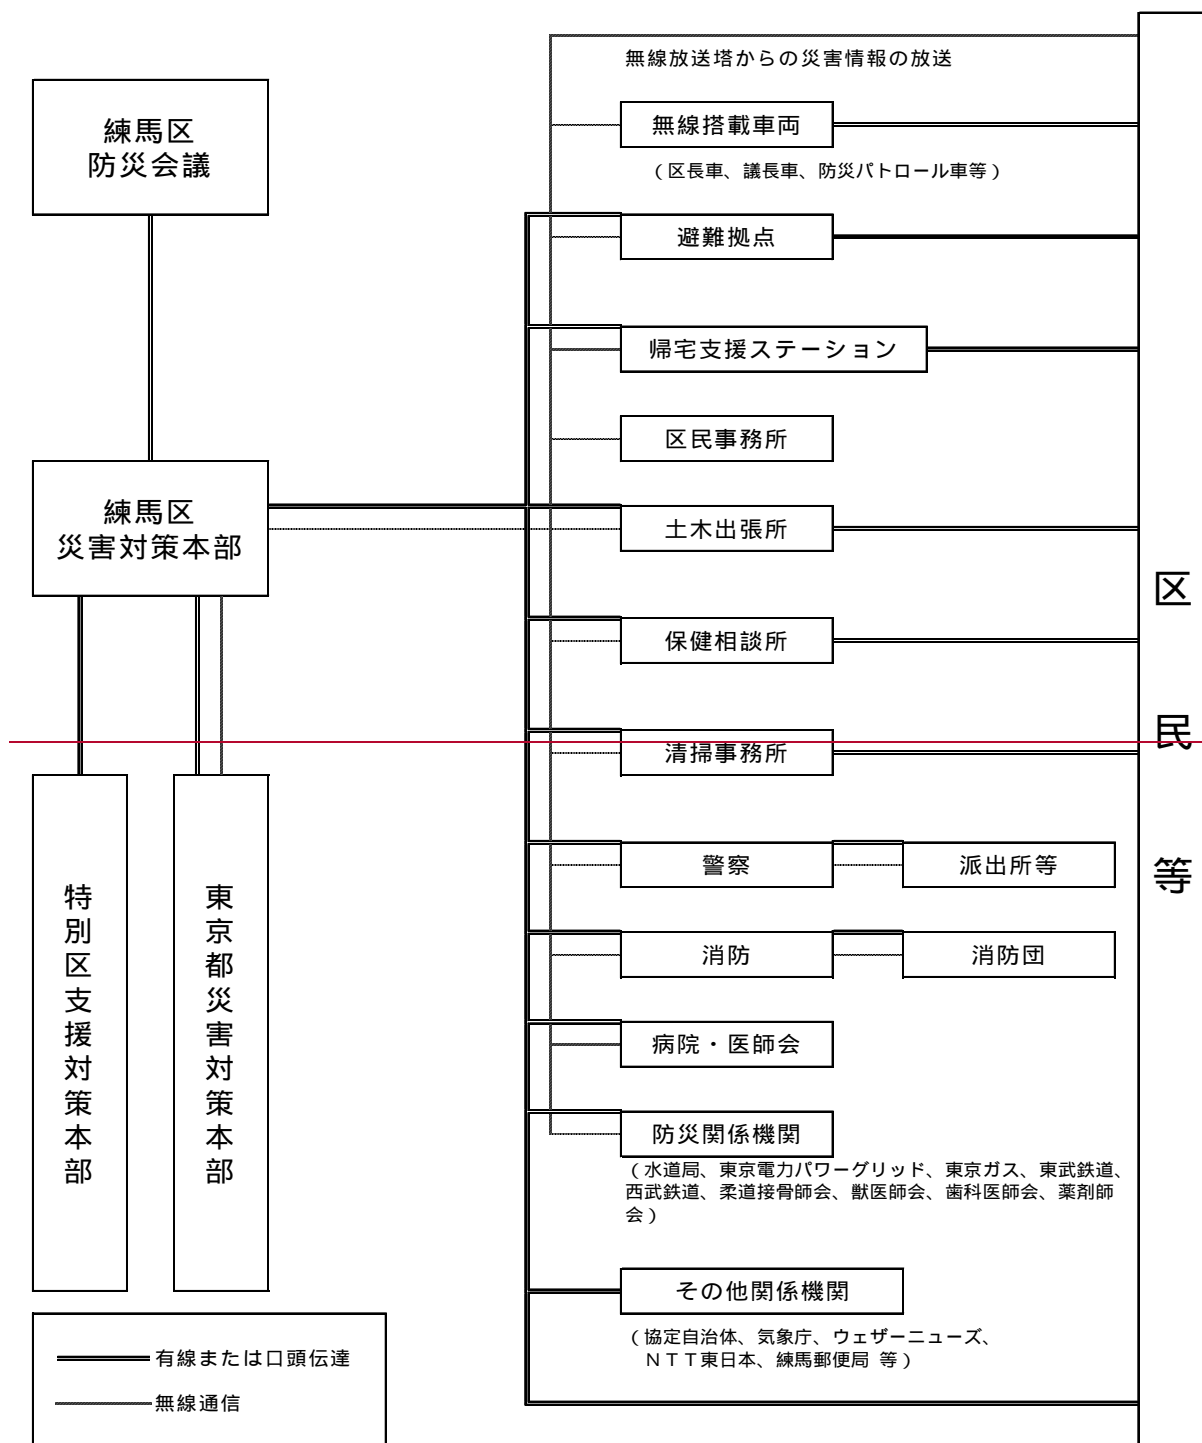 無線放送塔からの災害情報の放送
練馬区
防災会議
無線搭載車両
(区長車、議長車、防災パトロール車等)
避難拠点
帰宅支援ステーション
区民事務所
練馬区
災害対策本部
土木出張所
保健相談所
清掃事務所
警察
派出所等
消防
消防団
病院・医師会
防災関係機関
(水道局、東京電力パワーグリッド、東京ガス、東武鉄道、
西武鉄道、柔道接骨師会、獣医師会、歯科医師会、薬剤師
会)
その他関係機関
(協定自治体、気象庁、ウェザーニューズ、
NTT東日本、練馬郵便局 等)
特別区支援対策本部
東京都災害対策本部
区民等
有線または口頭伝達
無線通信